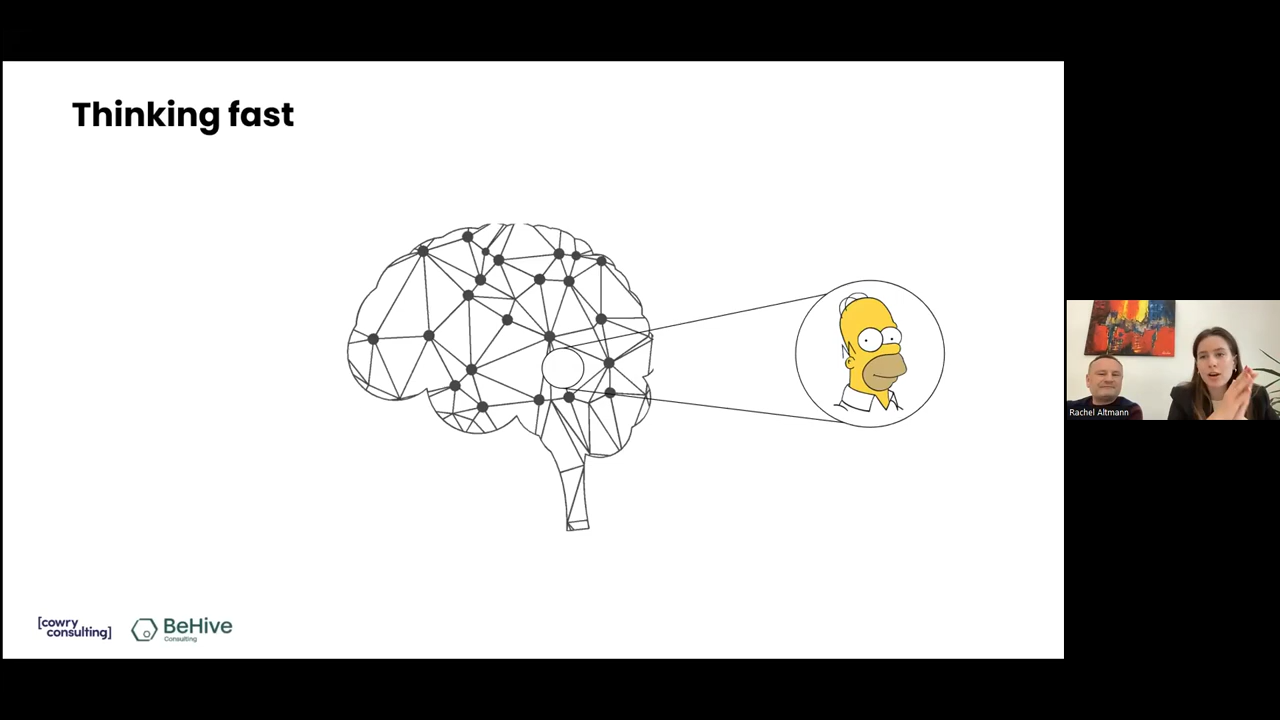 Thinking fast
[cowry
consulting]
BeHive
Consulting
Rachel Altmann